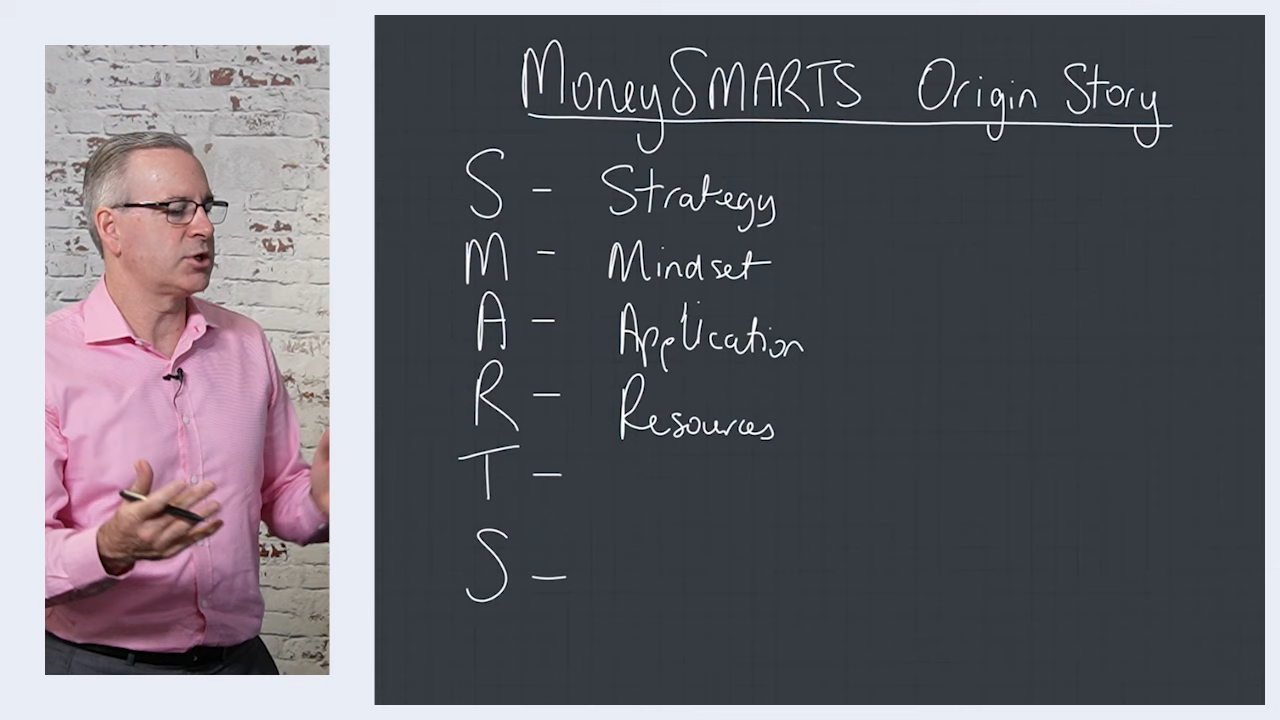 MoneySMARTS Origin Story
S - Strategy
M - Mindset
A - Application
R - Resources
T -
S -